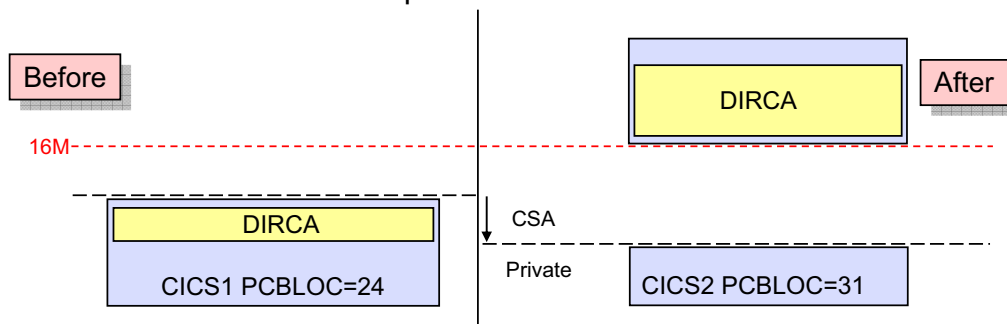 Before
After
DIRCA
16M
DIRCA
CSA
CICS1 PCBLOC=24
Private
CICS2 PCBLOC=31